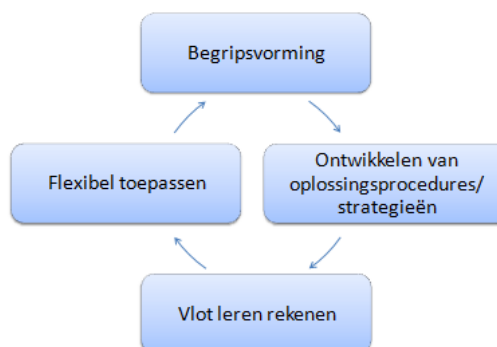 Begripsvorming
Flexibel toepassen
Ontwikkelen van
oplossingsprocedures/
strategieën
Vlot leren rekenen